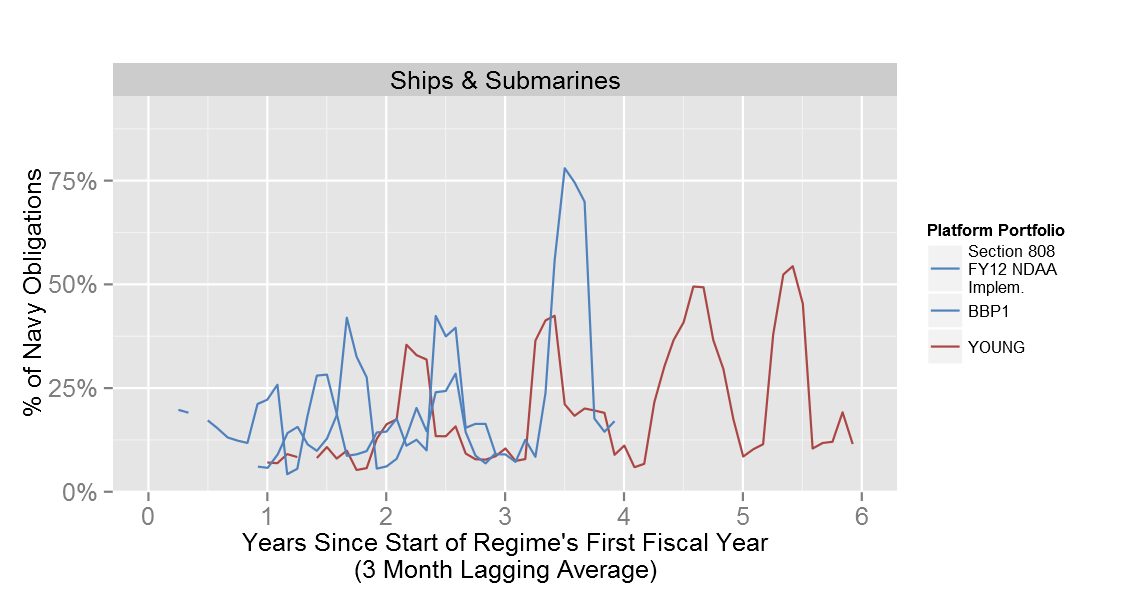 Ships & Submarines
% of Navy Obligations
75%
50%
25%
0%
0 1 2 3 4 5 6
Years Since Start of Regime's First Fiscal Year
(3 Month Lagging Average)
Platform Portfolio
Section 808
FY12 NDAA
Implem.
BBP1
YOUNG